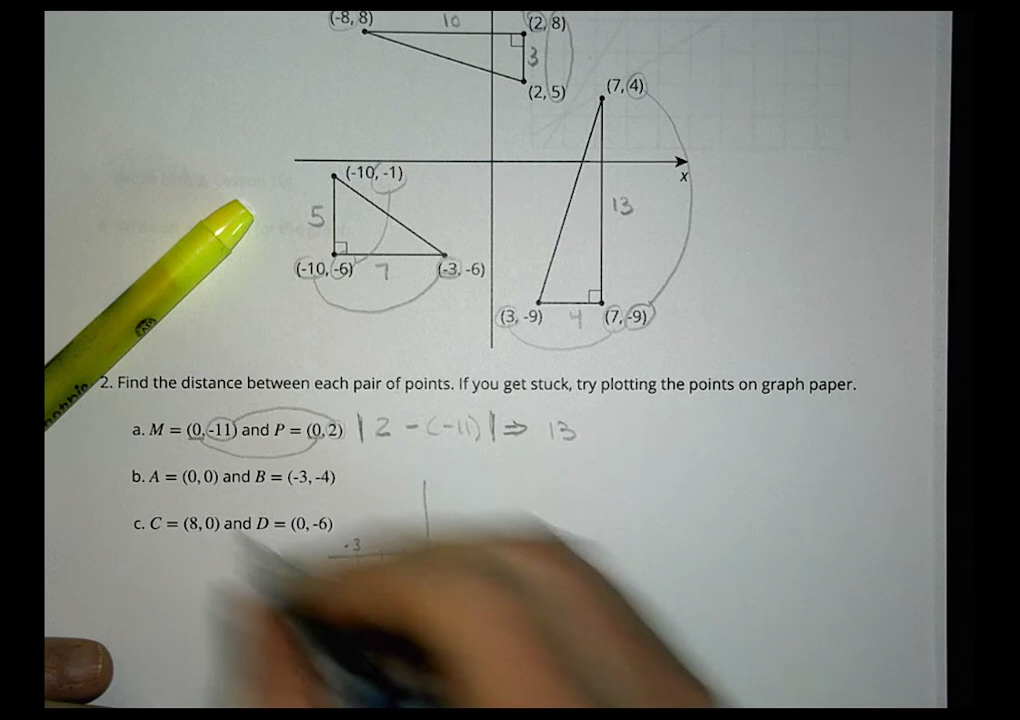 (-8, 8) 10 (2, 8)
3
(2, 5) (7, 4)
(-10, -1) x
5 13
(-10, -6) 7 (-3, -6)
(3, -9) 4 (7, -9)
2. Find the distance between each pair of points. If you get stuck, try plotting the points on graph paper.
a. M = (0, -11) and P = (0, 2) | 2 - (-11) | ⇒ 13
b. A = (0, 0) and B = (-3, -4)
c. C = (8, 0) and D = (0, -6)
-3